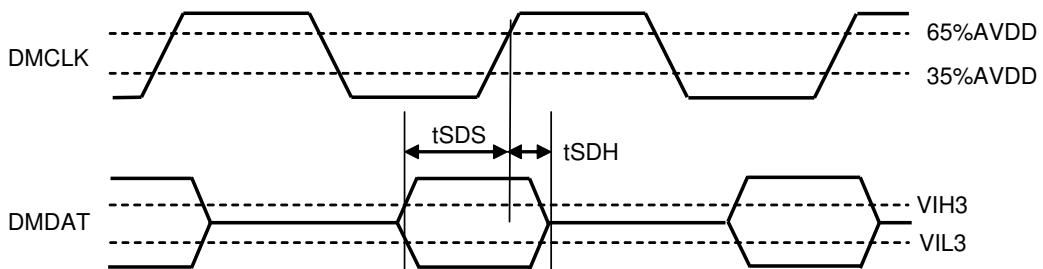 65%AVDD
DMCLK
35%AVDD
tSDS
tSDH
VIH3
DMDAT
VIL3